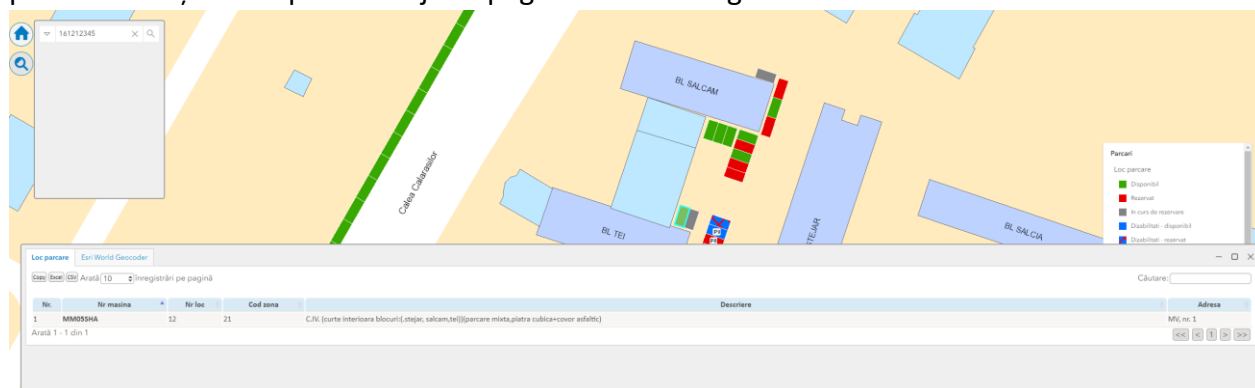 161212345
BL SALCAM
Calea Calarasilor
BL TEI
STEJAR
BL SALCIA
P9
Parcari
Loc parcare
Disponibil
Rezervat
In curs de rezervare
Dizabilitati - disponibil
Dizabilitati - rezervat
Loc parcare Esri World Geocoder
Copy Excel CSV Arată 10 înregistrări pe pagină Căutare:
Nr. Nr masina Nr loc Cod zona Descriere Adresa
1 MM05SHA 12 21 C.IV. (curte interioara blocuri:(.stejar, salcam,tei)(parcare mixta,piatra cubica+covor asfaltic) MV, nr. 1
Arată 1 - 1 din 1 << < 1 > >>